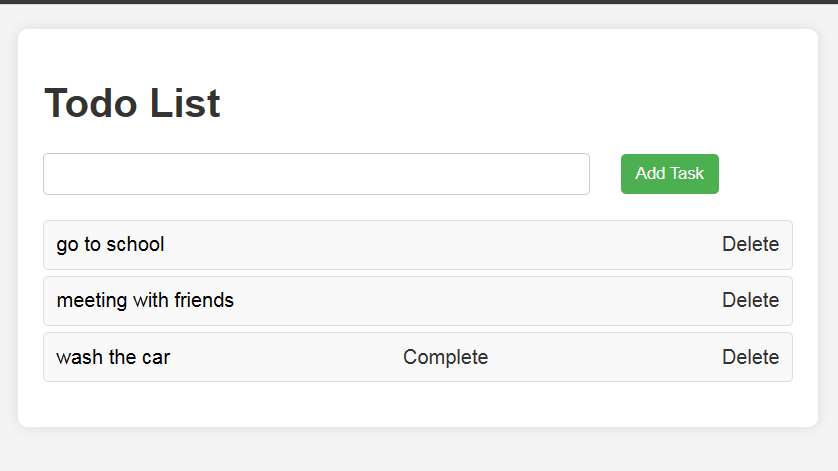 Todo List
Add Task
go to school Delete
meeting with friends Delete
wash the car Complete Delete